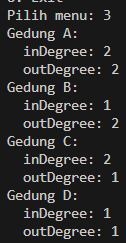 Pilih menu: 3
Gedung A:
  inDegree: 2
  outDegree: 2
Gedung B:
  inDegree: 1
  outDegree: 2
Gedung C:
  inDegree: 2
  outDegree: 1
Gedung D:
  inDegree: 1
  outDegree: 1